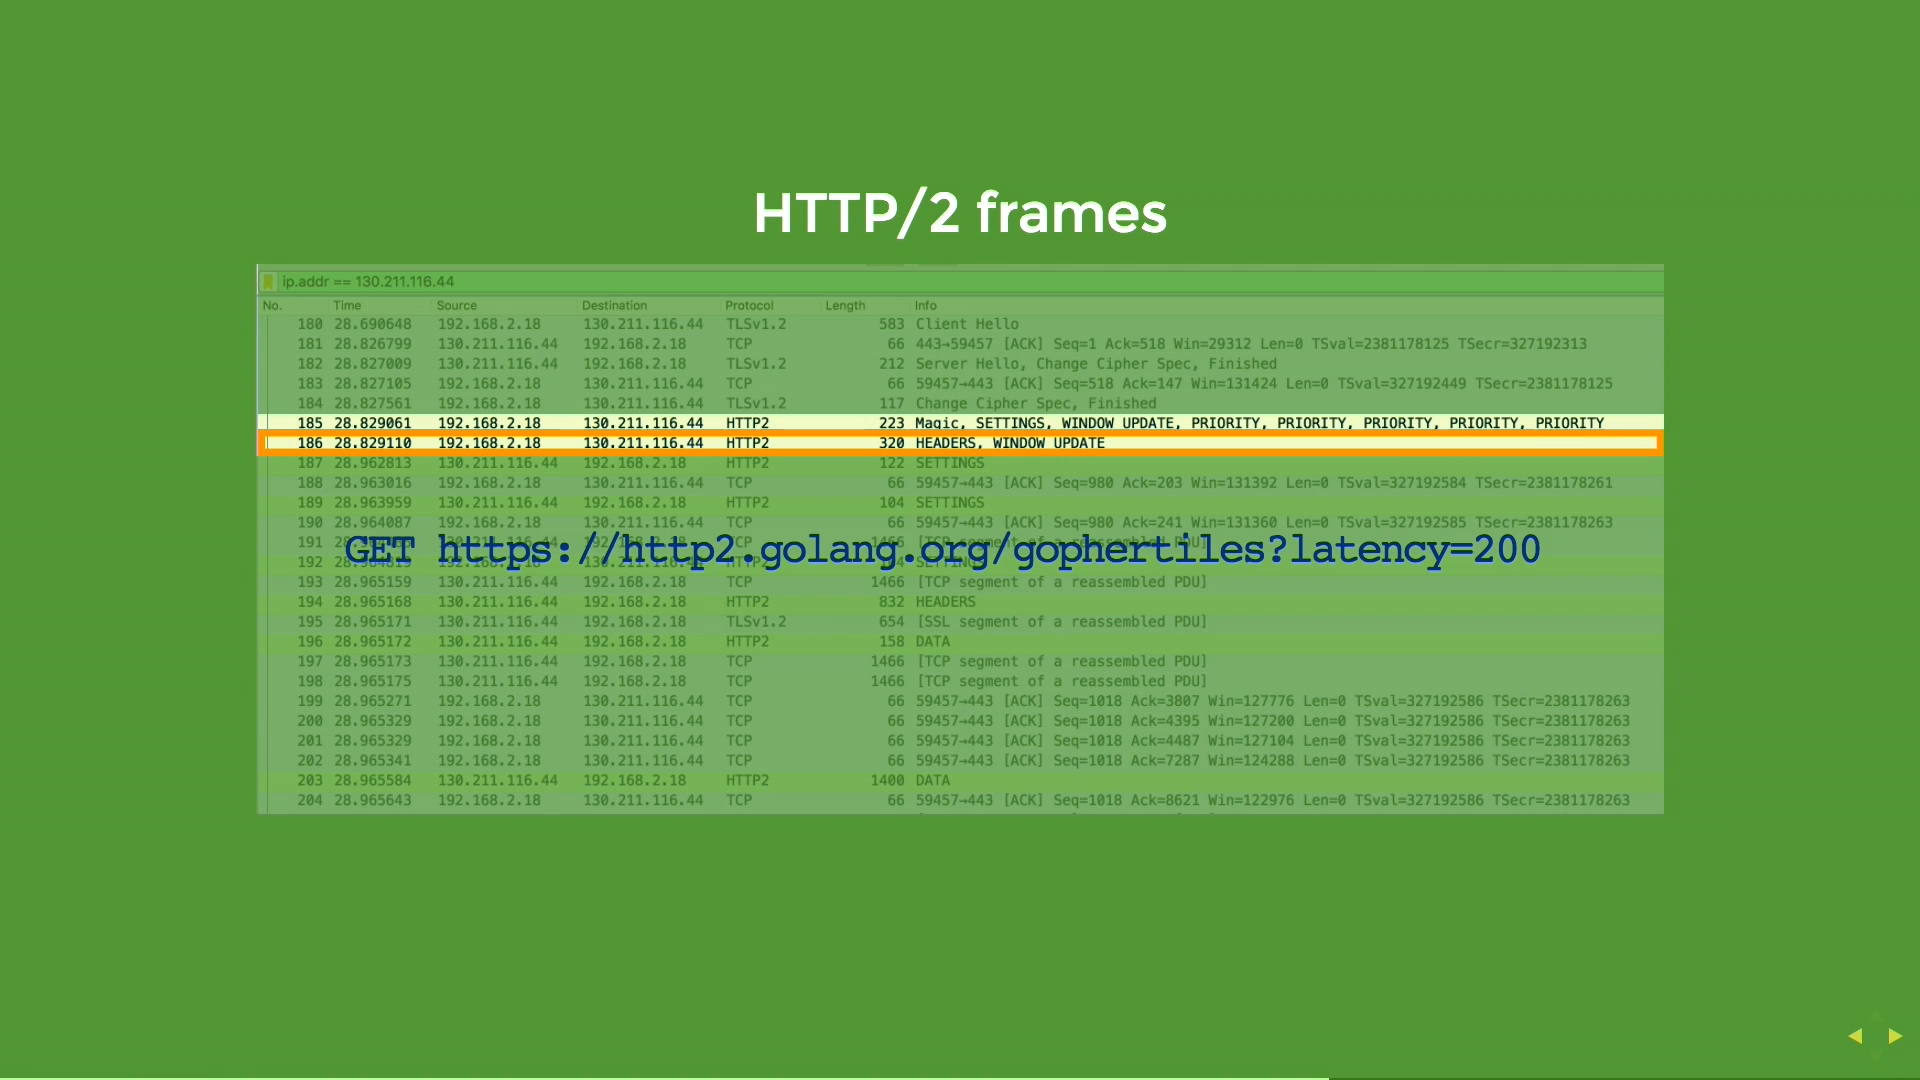 HTTP/2 frames
ip.addr == 130.211.116.44
No. Time Source Destination Protocol Length Info
180 28.690648 192.168.2.18 130.211.116.44 TLSv1.2 583 Client Hello
181 28.826799 130.211.116.44 192.168.2.18 TCP 66 443→59457 [ACK] Seq=1 Ack=518 Win=29312 Len=0 TSval=2381178125 TSecr=327192313
182 28.827009 130.211.116.44 192.168.2.18 TLSv1.2 212 Server Hello, Change Cipher Spec, Finished
183 28.827105 192.168.2.18 130.211.116.44 TCP 66 59457→443 [ACK] Seq=518 Ack=147 Win=131424 Len=0 TSval=327192449 TSecr=2381178125
184 28.827561 192.168.2.18 130.211.116.44 TLSv1.2 117 Change Cipher Spec, Finished
185 28.829061 192.168.2.18 130.211.116.44 HTTP2 223 Magic, SETTINGS, WINDOW_UPDATE, PRIORITY, PRIORITY, PRIORITY, PRIORITY, PRIORITY
186 28.829110 192.168.2.18 130.211.116.44 HTTP2 320 HEADERS, WINDOW_UPDATE
187 28.962813 130.211.116.44 192.168.2.18 HTTP2 122 SETTINGS
188 28.963016 192.168.2.18 130.211.116.44 TCP 66 59457→443 [ACK] Seq=980 Ack=203 Win=131392 Len=0 TSval=327192584 TSecr=2381178261
189 28.963959 130.211.116.44 192.168.2.18 HTTP2 104 SETTINGS
190 28.964087 192.168.2.18 130.211.116.44 TCP 66 59457→443 [ACK] Seq=980 Ack=241 Win=131360 Len=0 TSval=327192585 TSecr=2381178263
191 TCP 1466 [TCP segment of a reassembled PDU]
GET https://http2.golang.org/gophertiles?latency=200
192 HTTP2 SETTINGS
193 28.965159 130.211.116.44 192.168.2.18 TCP 1466 [TCP segment of a reassembled PDU]
194 28.965168 130.211.116.44 192.168.2.18 HTTP2 832 HEADERS
195 28.965171 130.211.116.44 192.168.2.18 TLSv1.2 654 [SSL segment of a reassembled PDU]
196 28.965172 130.211.116.44 192.168.2.18 HTTP2 158 DATA
197 28.965173 130.211.116.44 192.168.2.18 TCP 1466 [TCP segment of a reassembled PDU]
198 28.965175 130.211.116.44 192.168.2.18 TCP 1466 [TCP segment of a reassembled PDU]
199 28.965271 192.168.2.18 130.211.116.44 TCP 66 59457→443 [ACK] Seq=1018 Ack=3807 Win=127776 Len=0 TSval=327192586 TSecr=2381178263
200 28.965329 192.168.2.18 130.211.116.44 TCP 66 59457→443 [ACK] Seq=1018 Ack=4395 Win=127200 Len=0 TSval=327192586 TSecr=2381178263
201 28.965329 192.168.2.18 130.211.116.44 TCP 66 59457→443 [ACK] Seq=1018 Ack=4487 Win=127104 Len=0 TSval=327192586 TSecr=2381178263
202 28.965341 192.168.2.18 130.211.116.44 TCP 66 59457→443 [ACK] Seq=1018 Ack=7287 Win=124288 Len=0 TSval=327192586 TSecr=2381178263
203 28.965584 130.211.116.44 192.168.2.18 HTTP2 1400 DATA
204 28.965643 192.168.2.18 130.211.116.44 TCP 66 59457→443 [ACK] Seq=1018 Ack=8621 Win=122976 Len=0 TSval=327192586 TSecr=2381178263